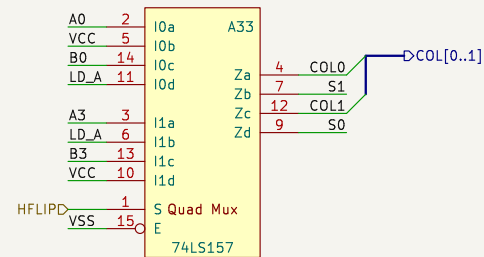 A0 2 I0a A33
VCC 5 I0b
B0 14 I0c
LD_A 11 I0d
Za 4 COL0 COL[0..1]
Zb 7 S1
Zc 12 COL1
Zd 9 S0
A3 3 I1a
LD_A 6 I1b
B3 13 I1c
VCC 10 I1d
HFLIP 1 S Quad Mux
VSS 15 E
74LS157